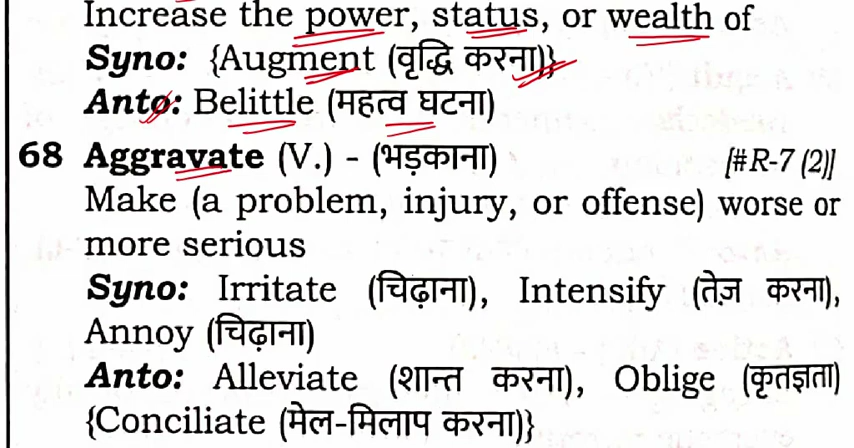 Increase the power, status, or wealth of
Syno: {Augment (वृद्धि करना)}
Anto: Belittle (महत्व घटना)
68 Aggravate (V.) - (भड़काना) [#R-7 (2)]
Make (a problem, injury, or offense) worse or
more serious
Syno: Irritate (चिढ़ाना), Intensify (तेज़ करना),
Annoy (चिढ़ाना)
Anto: Alleviate (शान्त करना), Oblige (कृतज्ञता)
{Conciliate (मेल-मिलाप करना)}